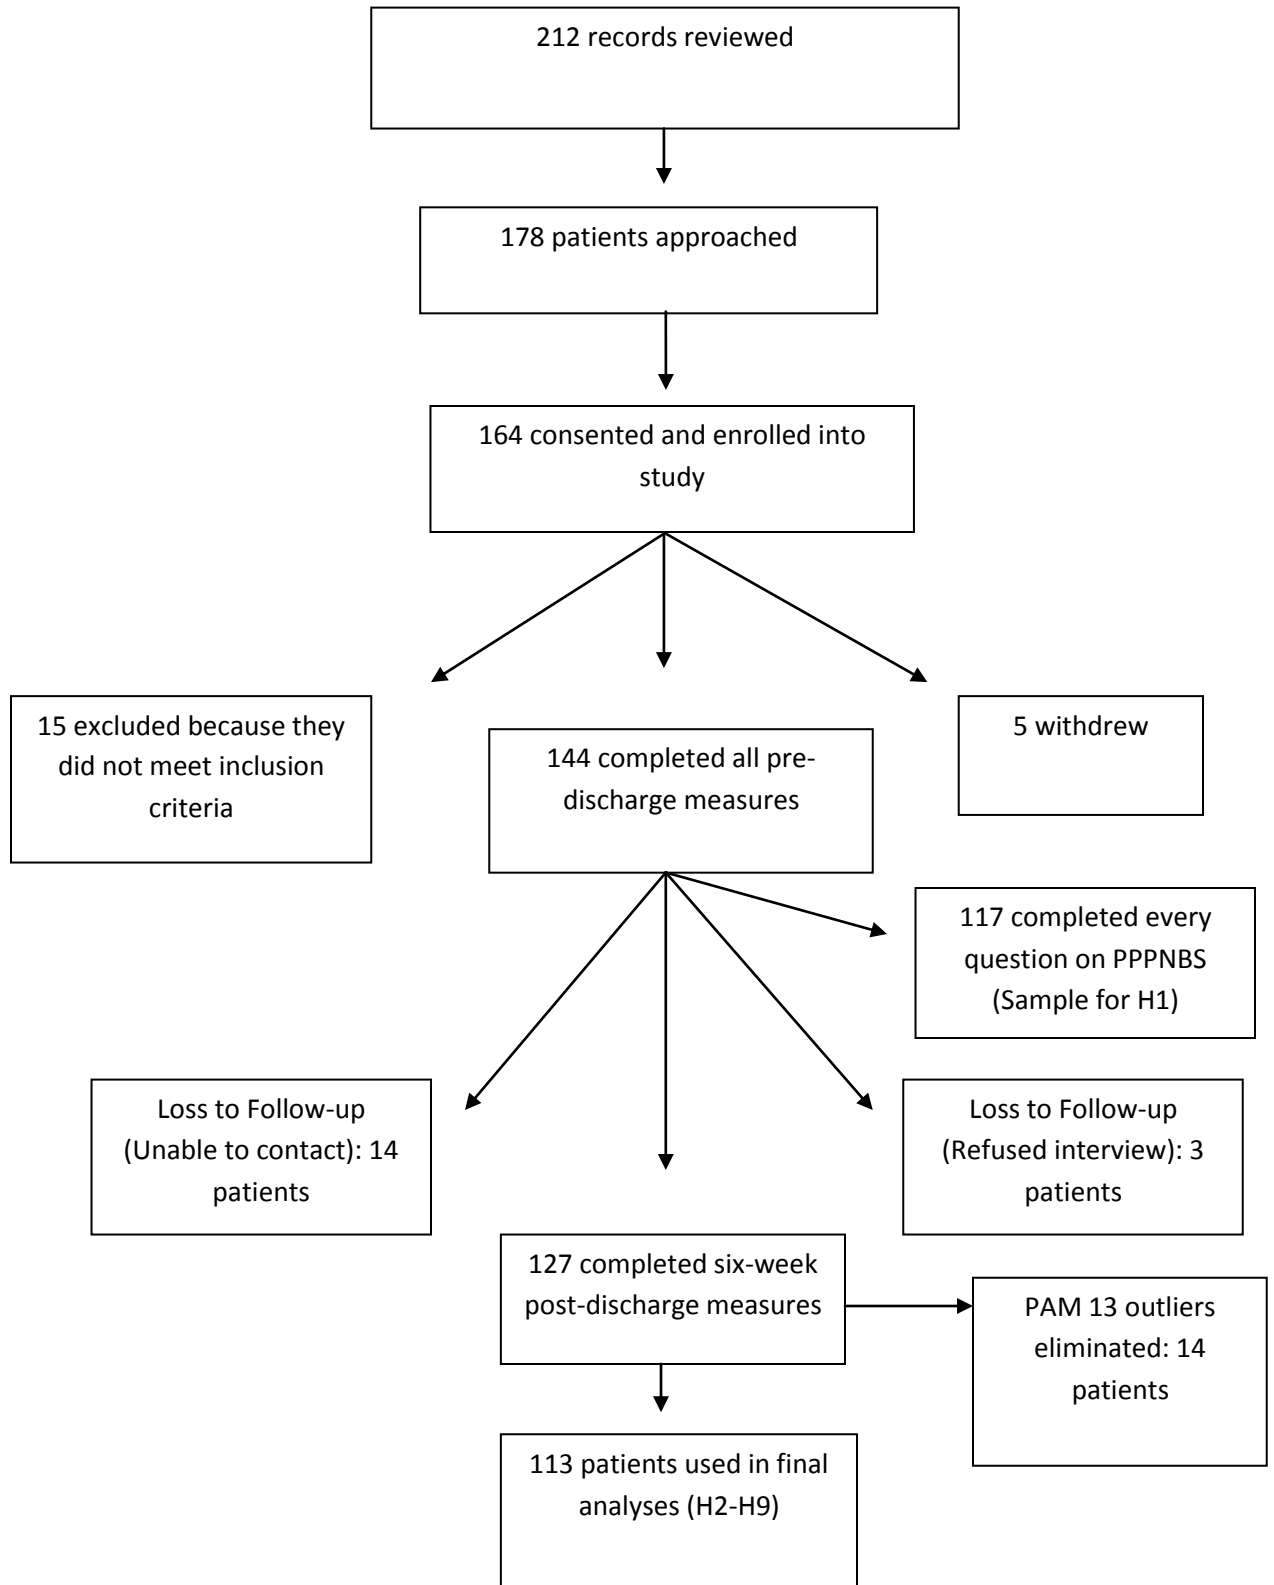 212 records reviewed
178 patients approached
164 consented and enrolled into
study
15 excluded because they
did not meet inclusion
criteria
144 completed all pre-
discharge measures
5 withdrew
117 completed every
question on PPPNBS
(Sample for H1)
Loss to Follow-up
(Unable to contact): 14
patients
Loss to Follow-up
(Refused interview): 3
patients
127 completed six-week
post-discharge measures
PAM 13 outliers
eliminated: 14
patients
113 patients used in final
analyses (H2-H9)